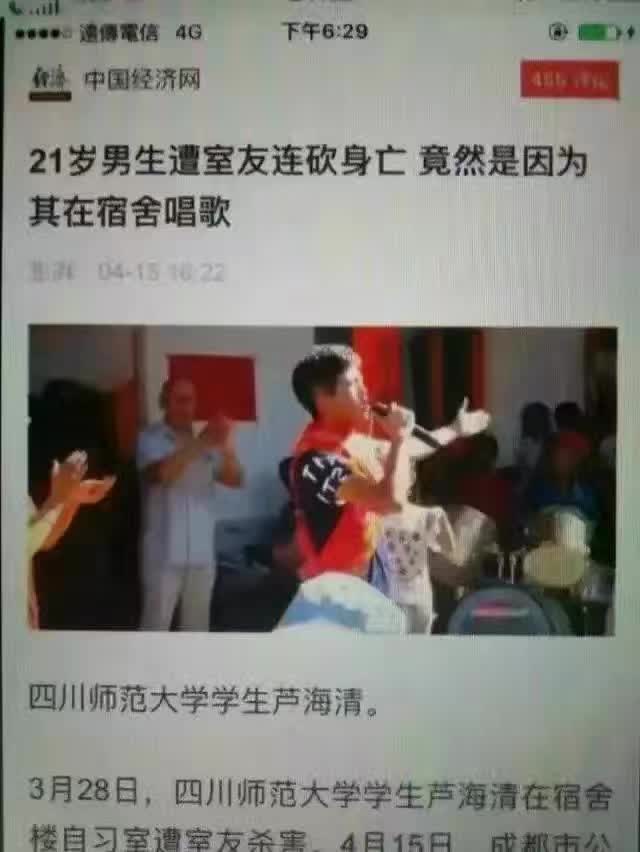 遠傳電信 4G 下午6:29
经济 中国经济网
评论
21岁男生遭室友连砍身亡 竟然是因为
其在宿舍唱歌
04-15 16:22
四川师范大学学生芦海清。
3月28日，四川师范大学学生芦海清在宿舍
楼自习室遭室友杀害。4月15日，成都市公